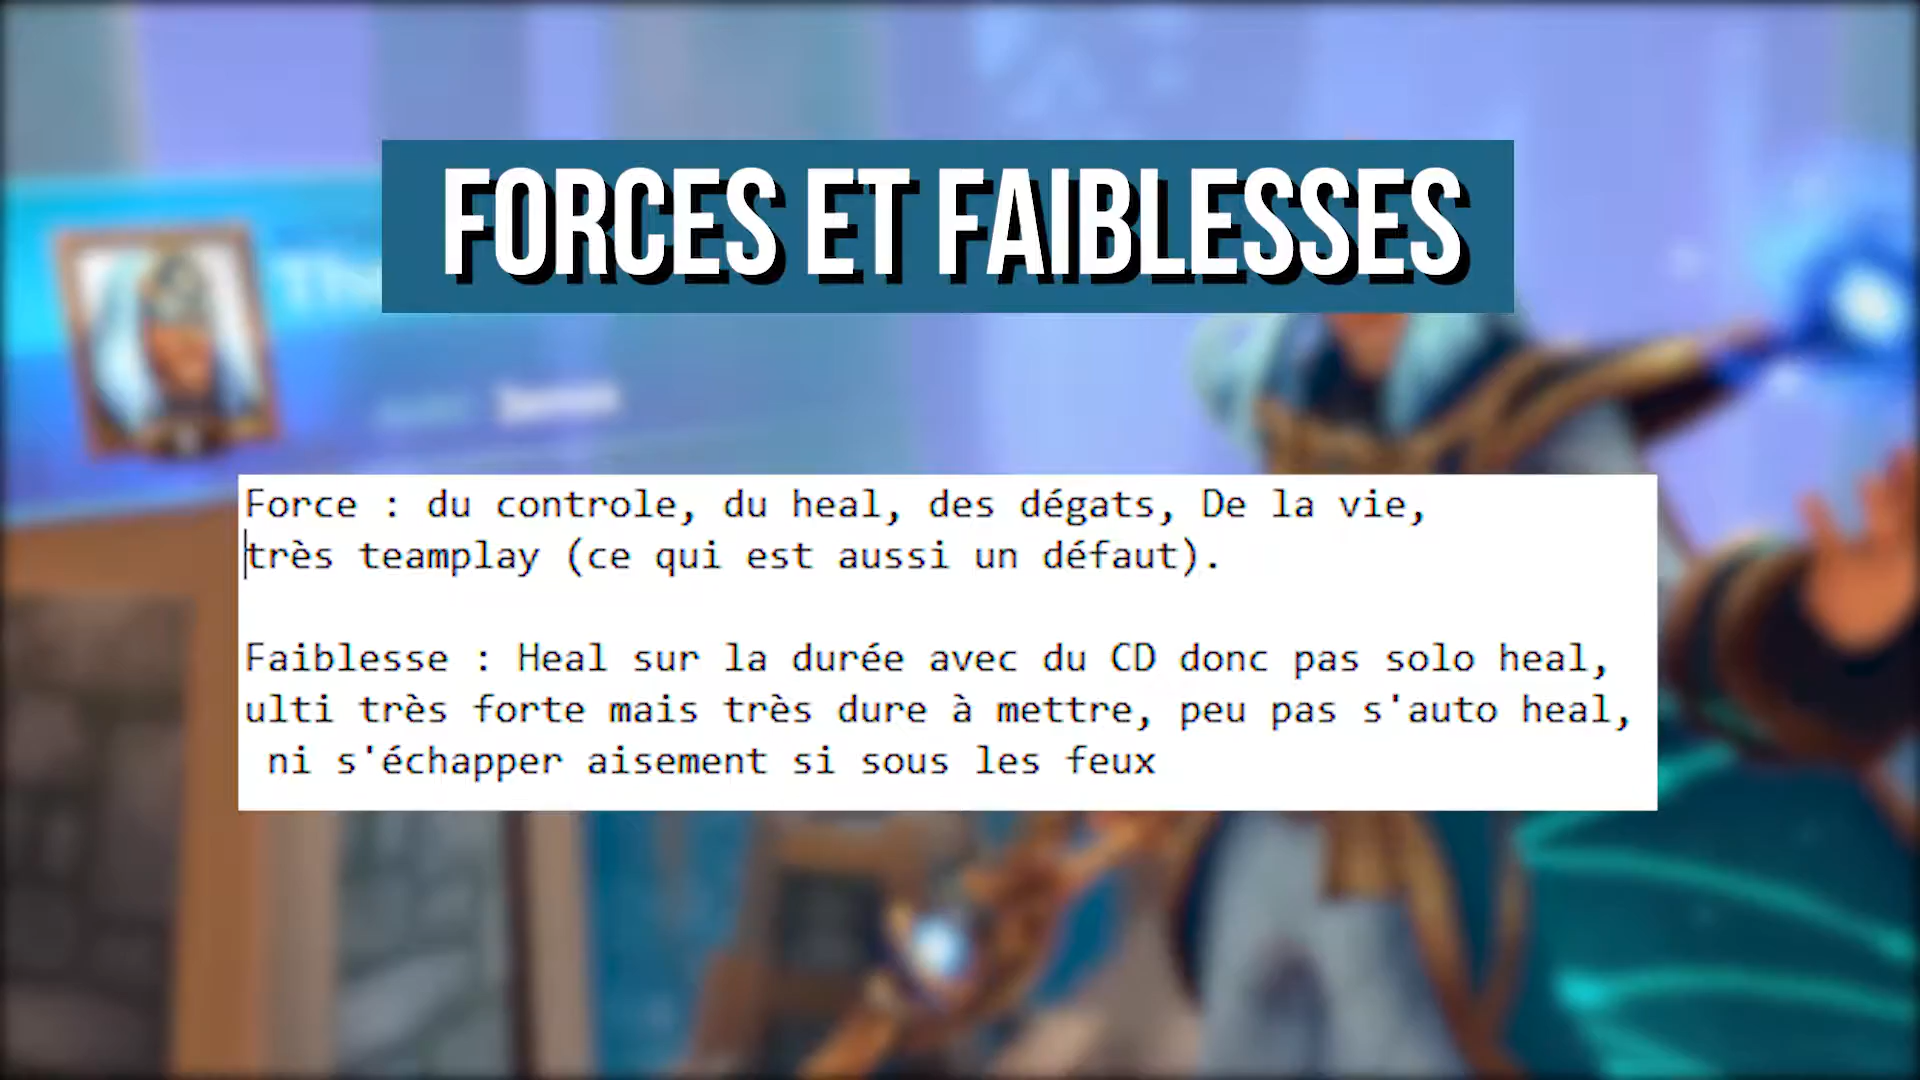 FORCES ET FAIBLESSES
Force : du controle, du heal, des dégats, De la vie,
très teamplay (ce qui est aussi un défaut).
Faiblesse : Heal sur la durée avec du CD donc pas solo heal,
ulti très forte mais très dure à mettre, peu pas s'auto heal,
ni s'échapper aisement si sous les feux